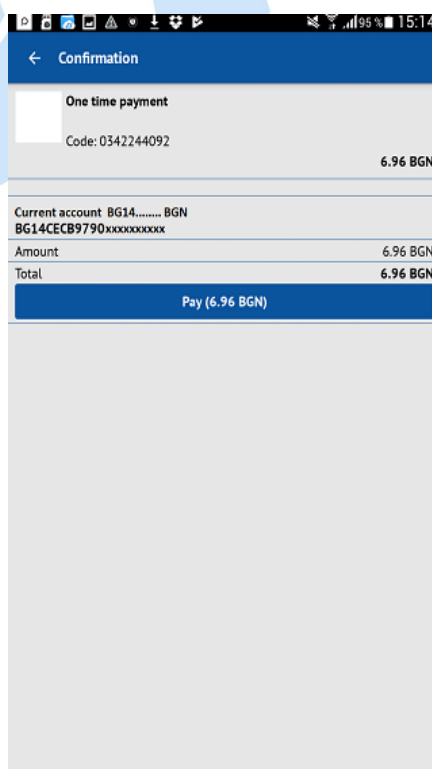 95 % 15:14
Confirmation
One time payment
Code: 0342244092
6.96 BGN
Current account BG14........ BGN
BG14CECB9790xxxxxxxxxx
Amount 6.96 BGN
Total 6.96 BGN
Pay (6.96 BGN)